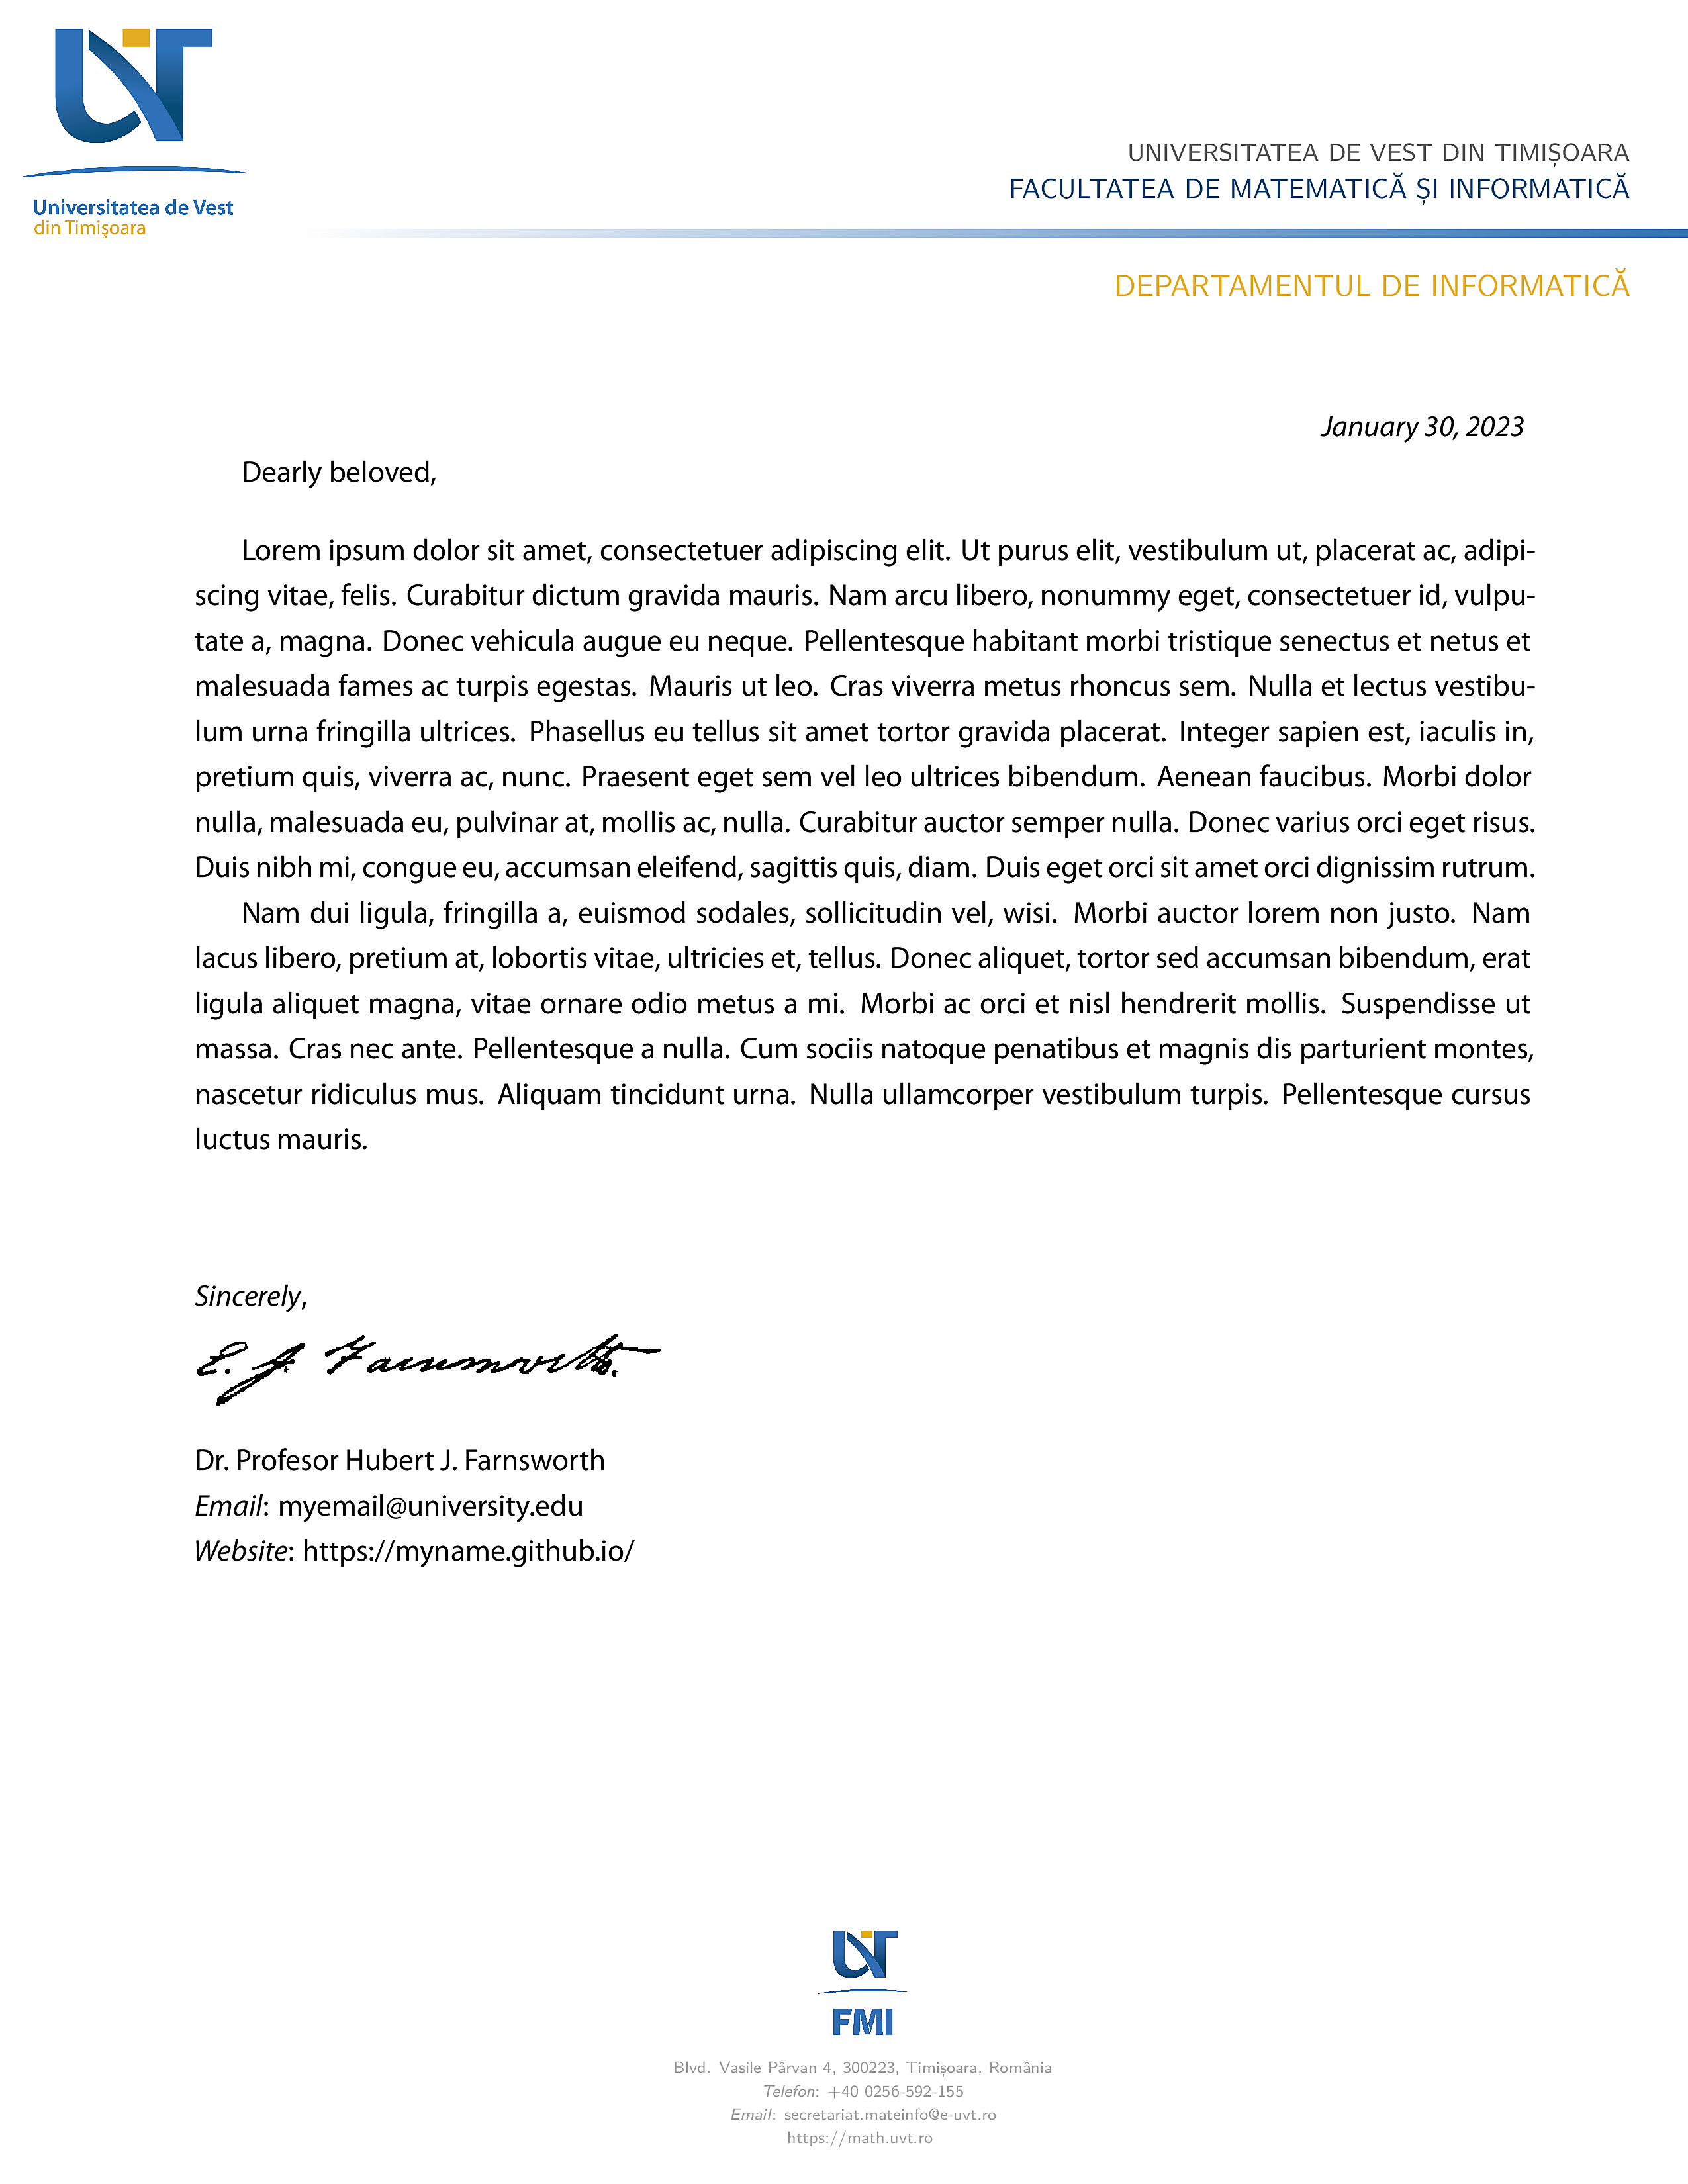 UVT
Universitatea de Vest
din Timișoara
UNIVERSITATEA DE VEST DIN TIMIȘOARA
FACULTATEA DE MATEMATICĂ ȘI INFORMATICĂ
DEPARTAMENTUL DE INFORMATICĂ
January 30, 2023
Dearly beloved,
Lorem ipsum dolor sit amet, consectetuer adipiscing elit. Ut purus elit, vestibulum ut, placerat ac, adipi-
scing vitae, felis. Curabitur dictum gravida mauris. Nam arcu libero, nonummy eget, consectetuer id, vulpu-
tate a, magna. Donec vehicula augue eu neque. Pellentesque habitant morbi tristique senectus et netus et
malesuada fames ac turpis egestas. Mauris ut leo. Cras viverra metus rhoncus sem. Nulla et lectus vestibu-
lum urna fringilla ultrices. Phasellus eu tellus sit amet tortor gravida placerat. Integer sapien est, iaculis in,
pretium quis, viverra ac, nunc. Praesent eget sem vel leo ultrices bibendum. Aenean faucibus. Morbi dolor
nulla, malesuada eu, pulvinar at, mollis ac, nulla. Curabitur auctor semper nulla. Donec varius orci eget risus.
Duis nibh mi, congue eu, accumsan eleifend, sagittis quis, diam. Duis eget orci sit amet orci dignissim rutrum.
Nam dui ligula, fringilla a, euismod sodales, sollicitudin vel, wisi. Morbi auctor lorem non justo. Nam
lacus libero, pretium at, lobortis vitae, ultricies et, tellus. Donec aliquet, tortor sed accumsan bibendum, erat
ligula aliquet magna, vitae ornare odio metus a mi. Morbi ac orci et nisl hendrerit mollis. Suspendisse ut
massa. Cras nec ante. Pellentesque a nulla. Cum sociis natoque penatibus et magnis dis parturient montes,
nascetur ridiculus mus. Aliquam tincidunt urna. Nulla ullamcorper vestibulum turpis. Pellentesque cursus
luctus mauris.
Sincerely,
E. J.
Dr. Profesor Hubert J. Farnsworth
Email: myemail@university.edu
Website: https://myname.github.io/
UVT
FMI
Blvd. Vasile Pârvan 4, 300223, Timișoara, România
Telefon: +40 0256-592-155
Email: secretariat.mateinfo@e-uvt.ro
https://math.uvt.ro